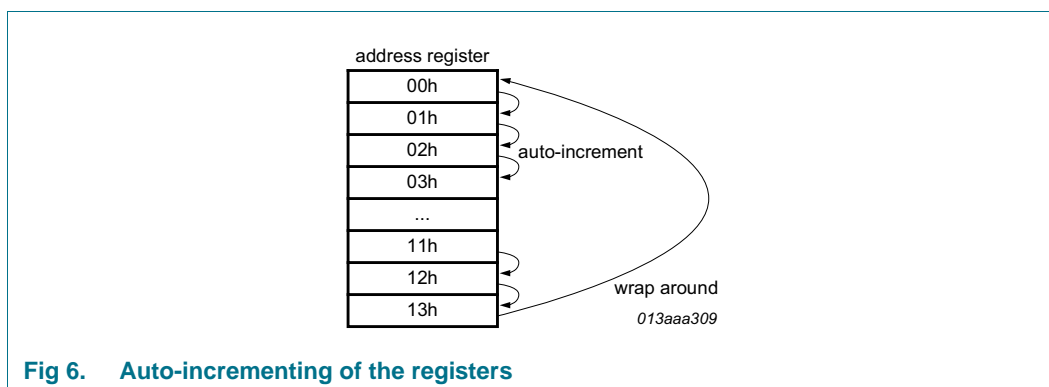 address register
00h
01h
02h
auto-increment
03h
...
11h
12h
wrap around
13h
013aaa309
Fig 6. Auto-incrementing of the registers